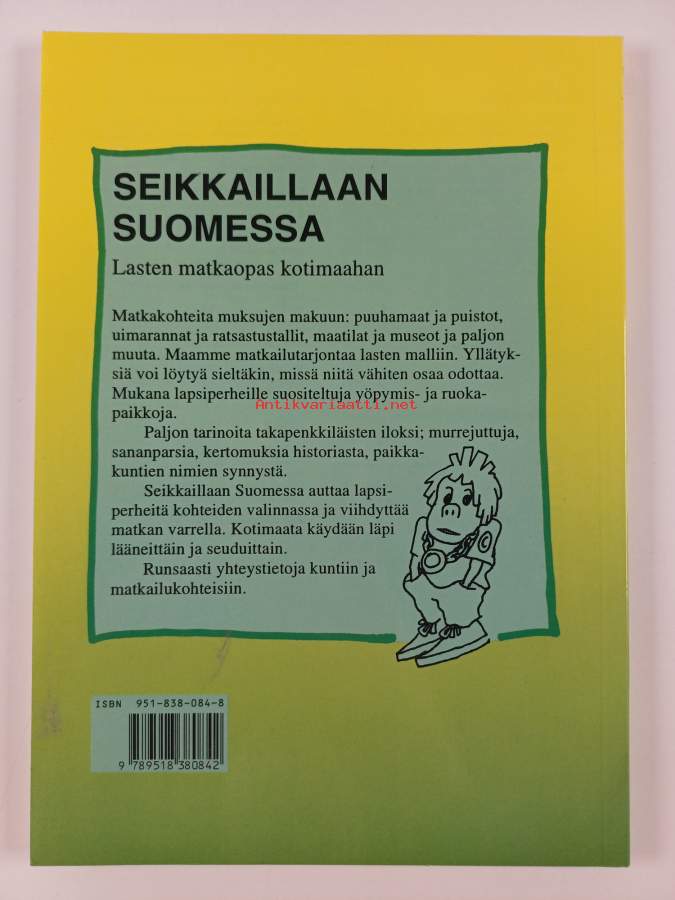 SEIKKAILLAAN
SUOMESSA
Lasten matkaopas kotimaahan
Matkakohteita muksujen makuun: puuhamaat ja puistot,
uimarannat ja ratsastustallit, maatilat ja museot ja paljon
muuta. Maamme matkailutarjontaa lasten malliin. Yllätyk-
siä voi löytyä sieltäkin, missä niitä vähiten osaa odottaa.
Mukana lapsiperheille suositeltuja yöpymis- ja ruoka-
paikkoja.
Antikvariaatti.net
Paljon tarinoita takapenkkiläisten iloksi; murrejuttuja,
sananparsia, kertomuksia historiasta, paikka-
kuntien nimien synnystä.
Seikkaillaan Suomessa auttaa lapsi-
perheitä kohteiden valinnassa ja viihdyttää
matkan varrella. Kotimaata käydään läpi
lääneittäin ja seuduittain.
Runsaasti yhteystietoja kuntiin ja
matkailukohteisiin.
ISBN 951-838-084-8
9 789518 380842